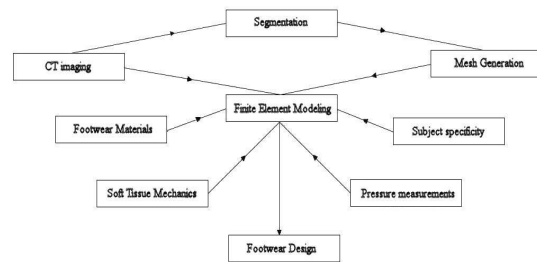 Segmentation
CT imaging
Mesh Generation
Finite Element Modeling
Footwear Materials
Subject specificity
Soft Tissue Mechanics
Pressure measurements
Footwear Design